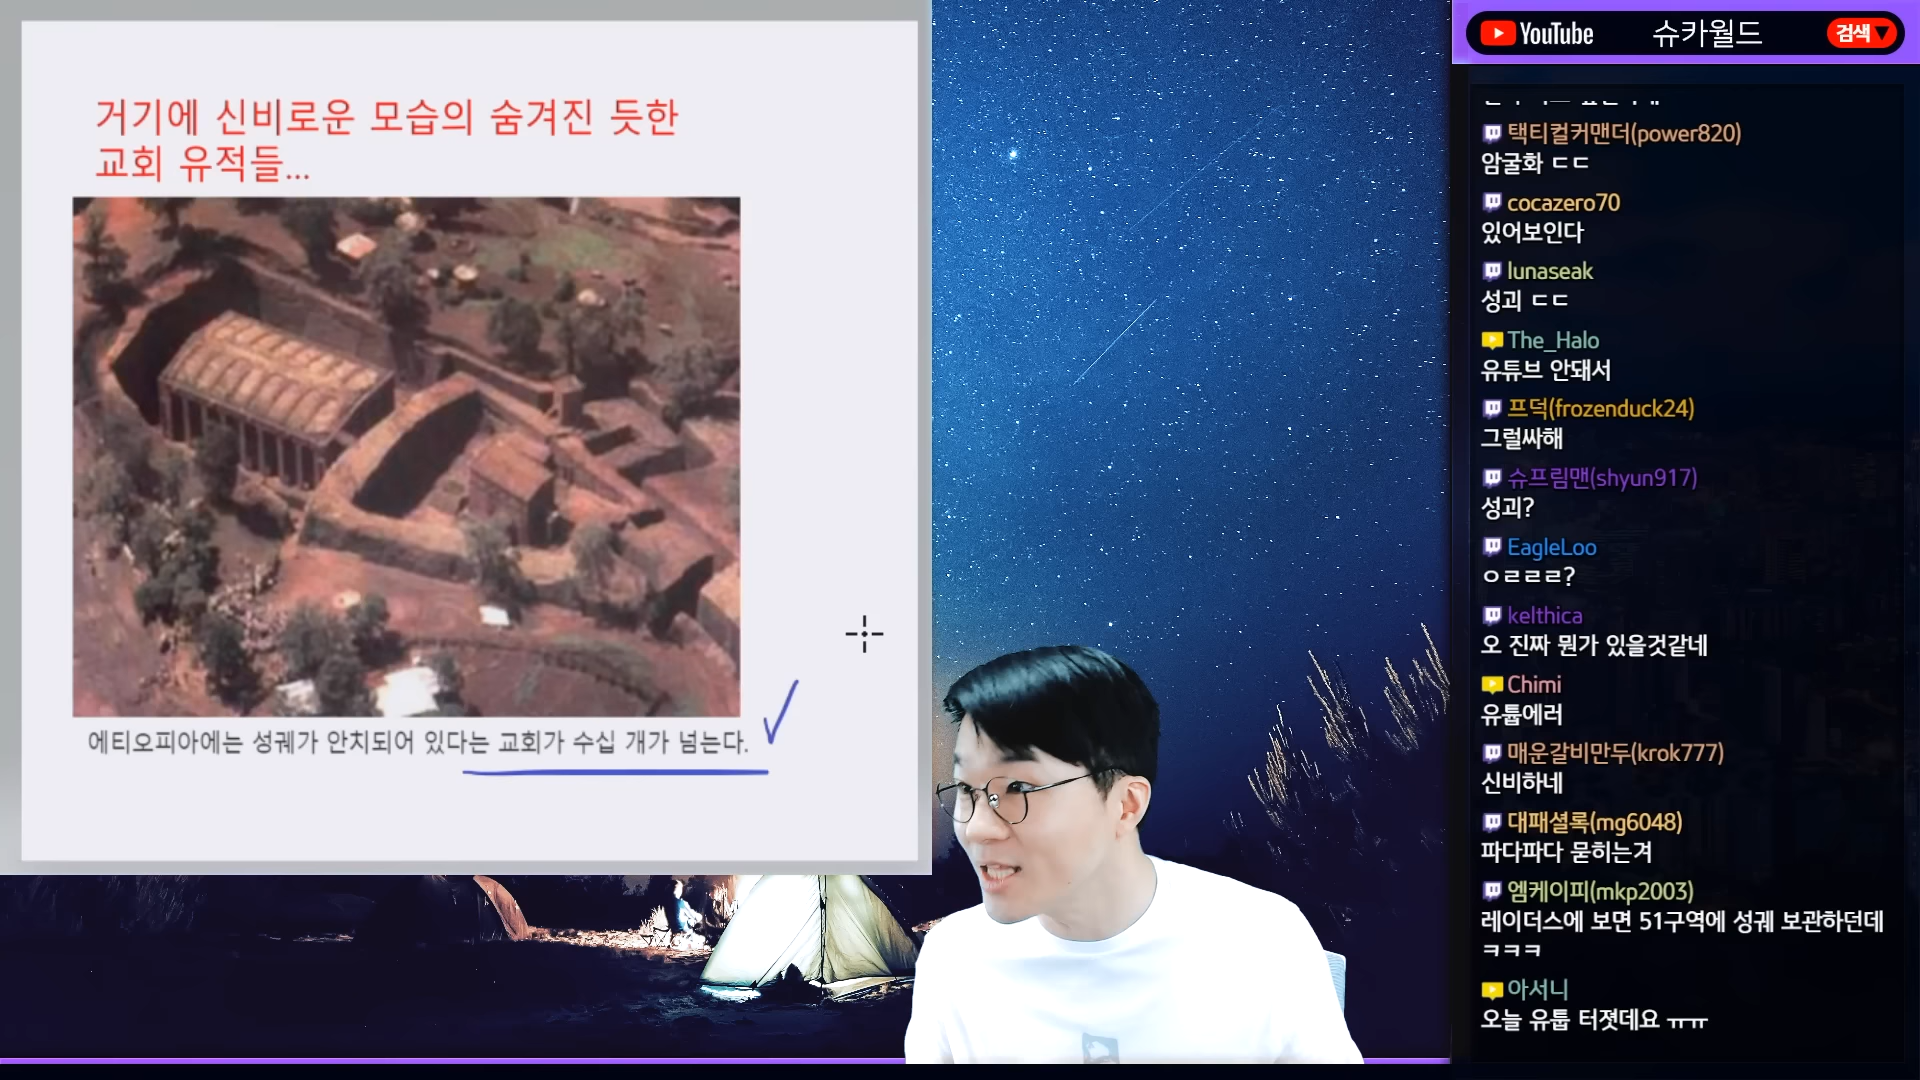 거기에 신비로운 모습의 숨겨진 듯한
교회 유적들...
에티오피아에는 성궤가 안치되어 있다는 교회가 수십 개가 넘는다.
YouTube 슈카월드 검색▼
택티컬커맨더(power820)
암굴화 ㄷㄷ
cocazero70
있어보인다
lunaseak
성괴 ㄷㄷ
The_Halo
유튜브 안돼서
프덕(frozenduck24)
그럴싸해
슈프림맨(shyun917)
성괴?
EagleLoo
ㅇㄹㄹㄹ?
kelthica
오 진짜 뭔가 있을것같네
Chimi
유튭에러
매운갈비만두(krok777)
신비하네
대패셜록(mg6048)
파다파다 묻히는겨
엠케이피(mkp2003)
레이더스에 보면 51구역에 성궤 보관하던데
ㅋㅋㅋ
아서니
오늘 유툽 터졋데요 ㅠㅠ